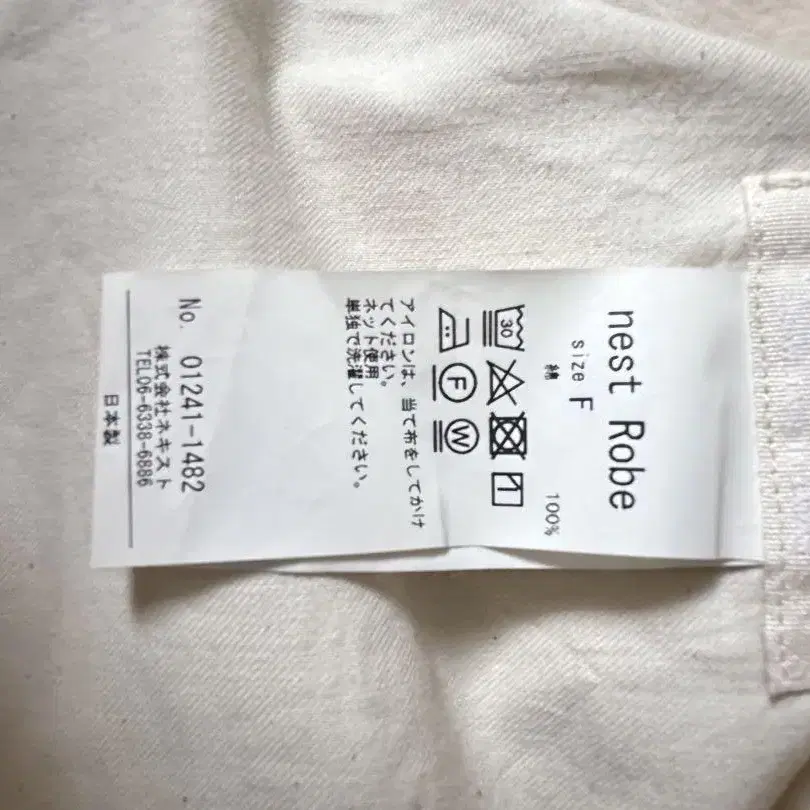 nest Robe
size F
綿 100%
30
F W
アイロンは、当て布をしてかけ
てください。
ネット使用
単独で洗濯してください。
No. 01241-1482
株式会社ネキスト
TEL06-6338-6886
日本製